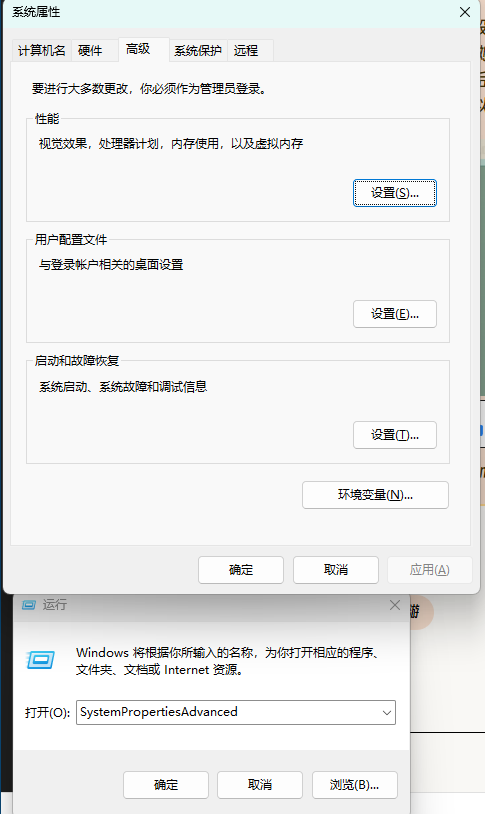 系统属性
计算机名 硬件 高级 系统保护 远程
要进行大多数更改，你必须作为管理员登录。
性能
视觉效果，处理器计划，内存使用，以及虚拟内存
设置(S)...
用户配置文件
与登录帐户相关的桌面设置
设置(E)...
启动和故障恢复
系统启动、系统故障和调试信息
设置(T)...
环境变量(N)...
确定 取消 应用(A)
运行
Windows 将根据你所输入的名称，为你打开相应的程序、
文件夹、文档或 Internet 资源。
打开(O): SystemPropertiesAdvanced
确定 取消 浏览(B)...
游